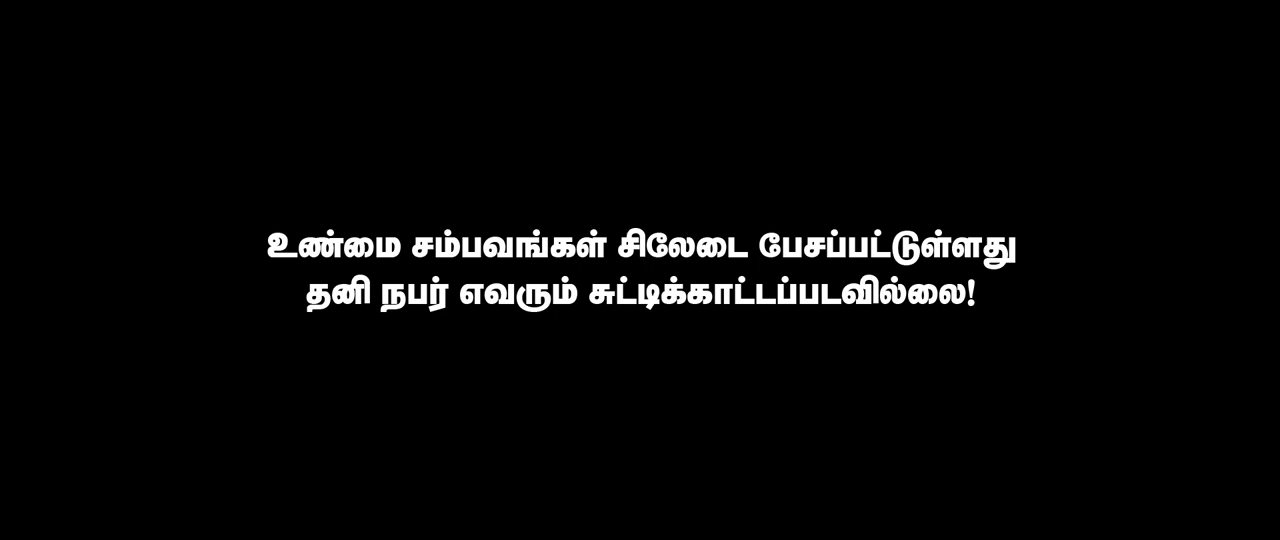 உண்மை சம்பவங்கள் சிலேடை பேசப்பட்டுள்ளது
தனி நபர் எவரும் சுட்டிக்காட்டப்படவில்லை!